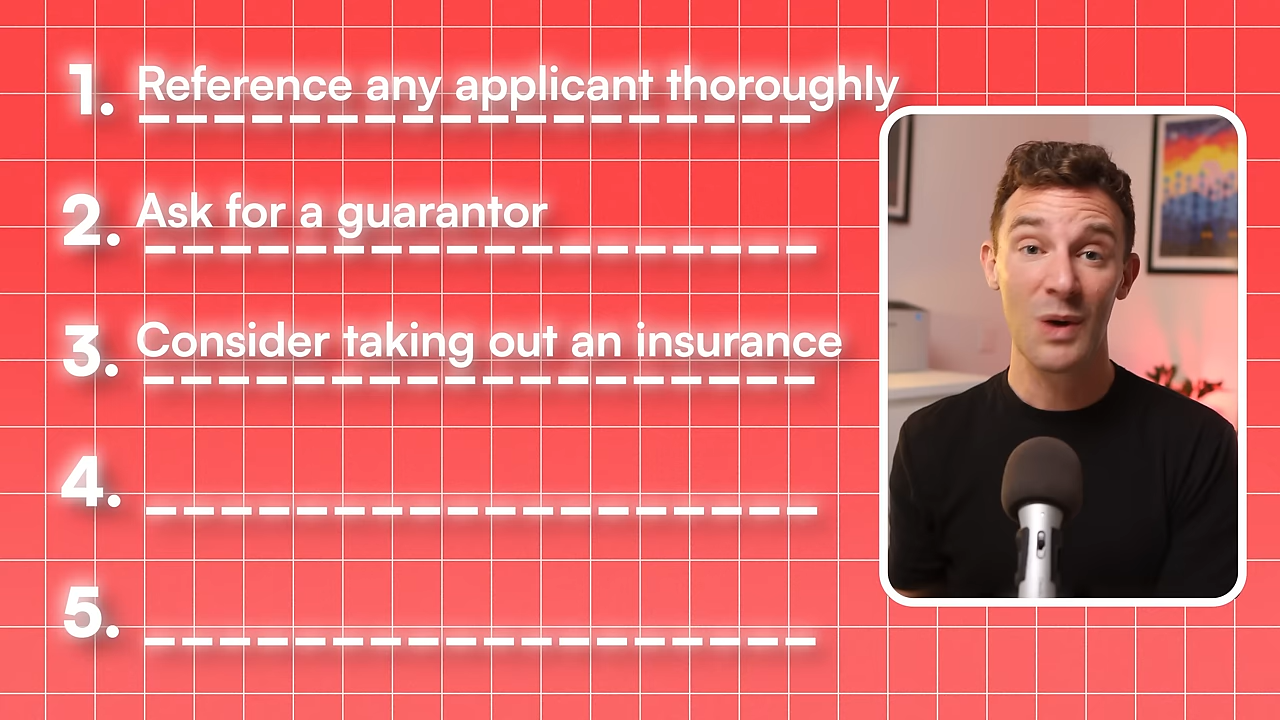 1. Reference any applicant thoroughly
2. Ask for a guarantor
3. Consider taking out an insurance
4.
5.